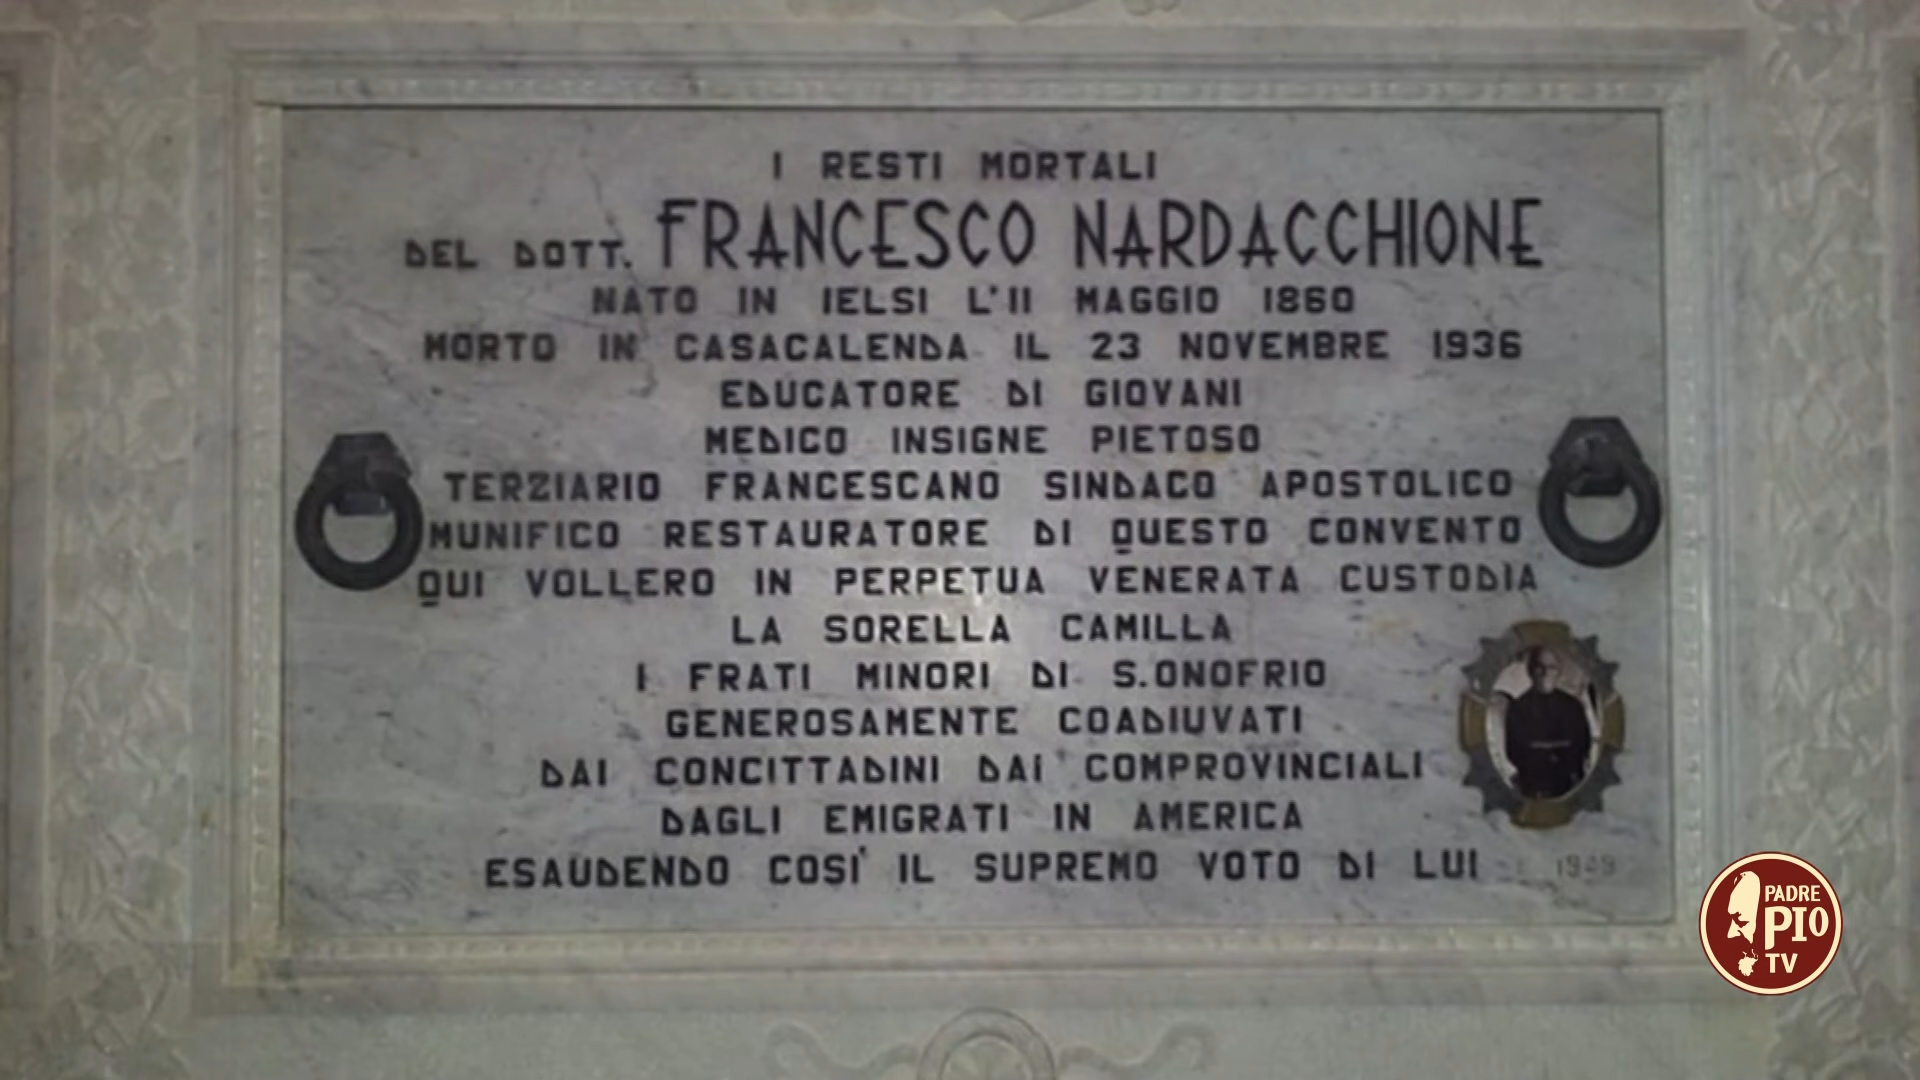 I RESTI MORTALI
DEL DOTT. FRANCESCO NARDACCHIONE
NATO IN IELSI L'11 MAGGIO 1860
MORTO IN CASACALENDA IL 23 NOVEMBRE 1936
EDUCATORE DI GIOVANI
MEDICO INSIGNE PIETOSO
TERZIARIO FRANCESCANO SINDACO APOSTOLICO
MUNIFICO RESTAURATORE DI QUESTO CONVENTO
QUI VOLLERO IN PERPETUA VENERATA CUSTODIA
LA SORELLA CAMILLA
I FRATI MINORI DI S.ONOFRIO
GENEROSAMENTE COADIUVATI
DAI CONCITTADINI DAI COMPROVINCIALI
DAGLI EMIGRATI IN AMERICA
ESAUDENDO COSI' IL SUPREMO VOTO DI LUI
1949
PADRE
PIO
TV